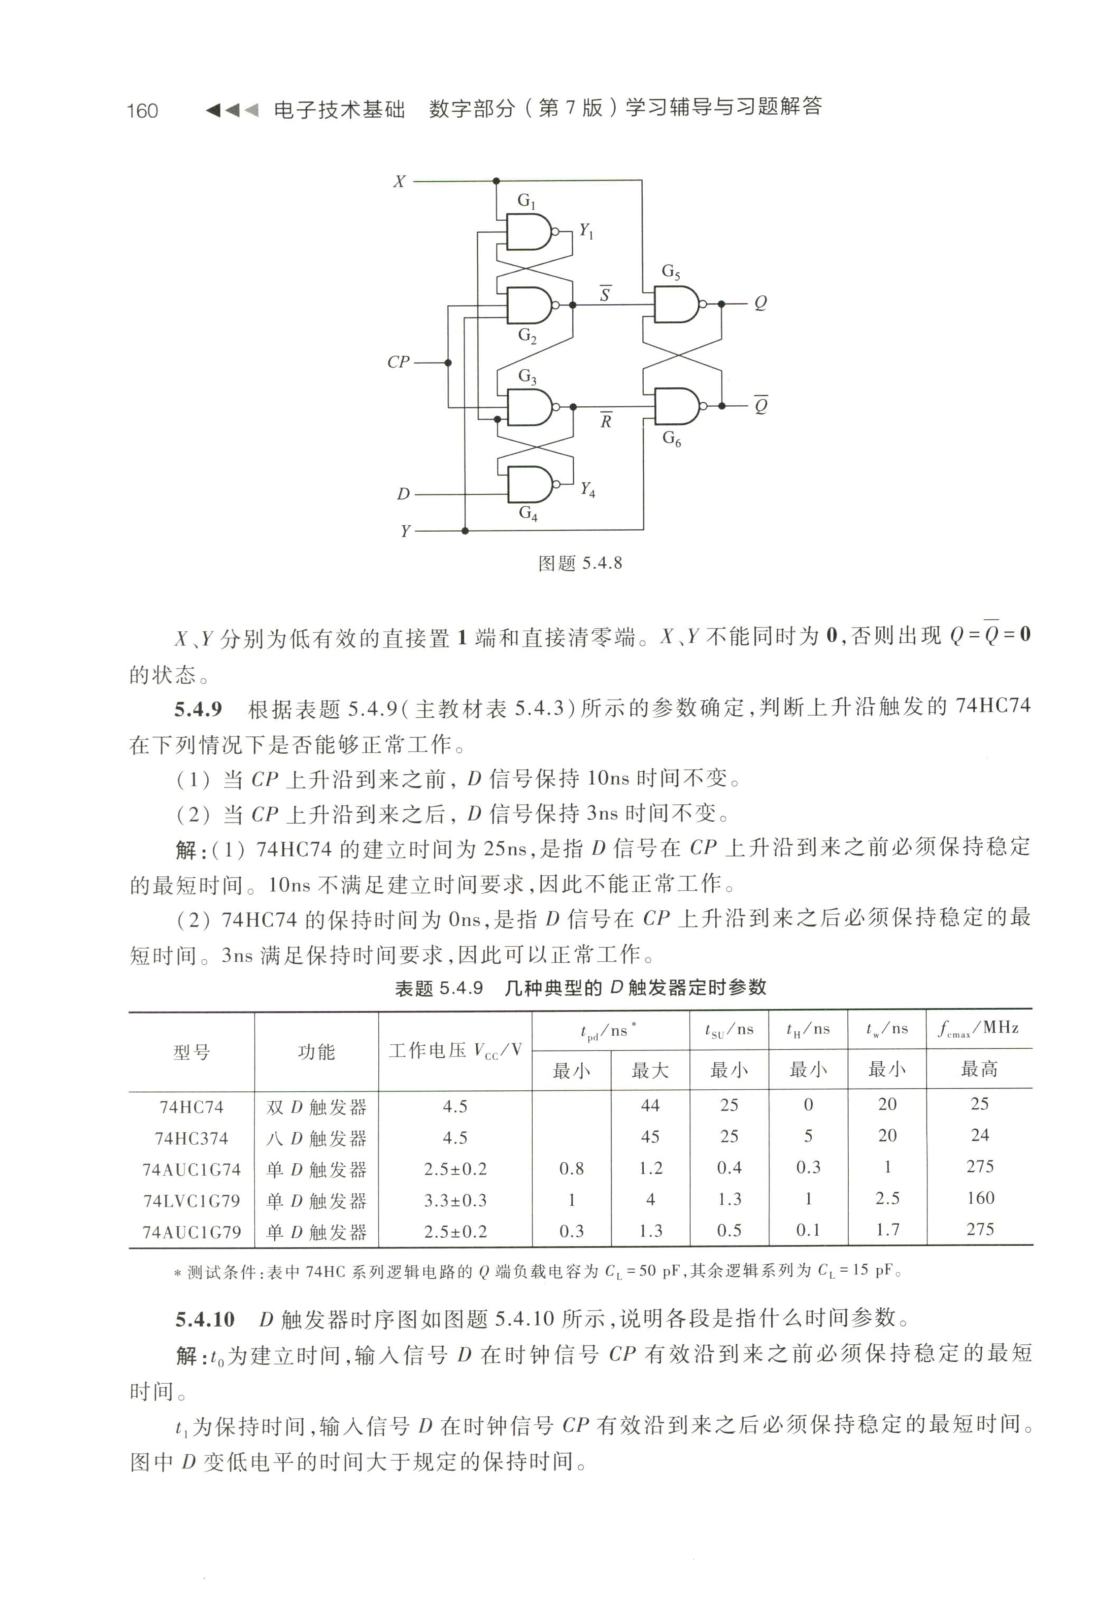 160 ◀◀◀ 电子技术基础 数字部分(第7版)学习辅导与习题解答
X
G₁
Y₁
G₅
S̅
Q
G₂
CP
G₃
R̅
Q̅
G₆
D
Y₄
G₄
Y
图题 5.4.8
X、Y 分别为低有效的直接置 1 端和直接清零端。X、Y 不能同时为 0,否则出现 Q=Q̅=0
的状态。
5.4.9 根据表题 5.4.9(主教材表 5.4.3)所示的参数确定,判断上升沿触发的 74HC74
在下列情况下是否能够正常工作。
(1) 当 CP 上升沿到来之前, D 信号保持 10ns 时间不变。
(2) 当 CP 上升沿到来之后, D 信号保持 3ns 时间不变。
解:(1) 74HC74 的建立时间为 25ns,是指 D 信号在 CP 上升沿到来之前必须保持稳定
的最短时间。10ns 不满足建立时间要求,因此不能正常工作。
(2) 74HC74 的保持时间为 0ns,是指 D 信号在 CP 上升沿到来之后必须保持稳定的最
短时间。3ns 满足保持时间要求,因此可以正常工作。
表题 5.4.9 几种典型的 D 触发器定时参数
型号 功能 工作电压 V_CC/V t_pd/ns* t_SU/ns t_H/ns t_w/ns f_cmax/MHz
最小 最大 最小 最小 最小 最高
74HC74 双 D 触发器 4.5 44 25 0 20 25
74HC374 八 D 触发器 4.5 45 25 5 20 24
74AUC1G74 单 D 触发器 2.5±0.2 0.8 1.2 0.4 0.3 1 275
74LVC1G79 单 D 触发器 3.3±0.3 1 4 1.3 1 2.5 160
74AUC1G79 单 D 触发器 2.5±0.2 0.3 1.3 0.5 0.1 1.7 275
*测试条件:表中 74HC 系列逻辑电路的 Q 端负载电容为 C_L=50 pF,其余逻辑系列为 C_L=15 pF。
5.4.10 D 触发器时序图如图题 5.4.10 所示,说明各段是指什么时间参数。
解:t₀为建立时间,输入信号 D 在时钟信号 CP 有效沿到来之前必须保持稳定的最短
时间。
t₁为保持时间,输入信号 D 在时钟信号 CP 有效沿到来之后必须保持稳定的最短时间。
图中 D 变低电平的时间大于规定的保持时间。